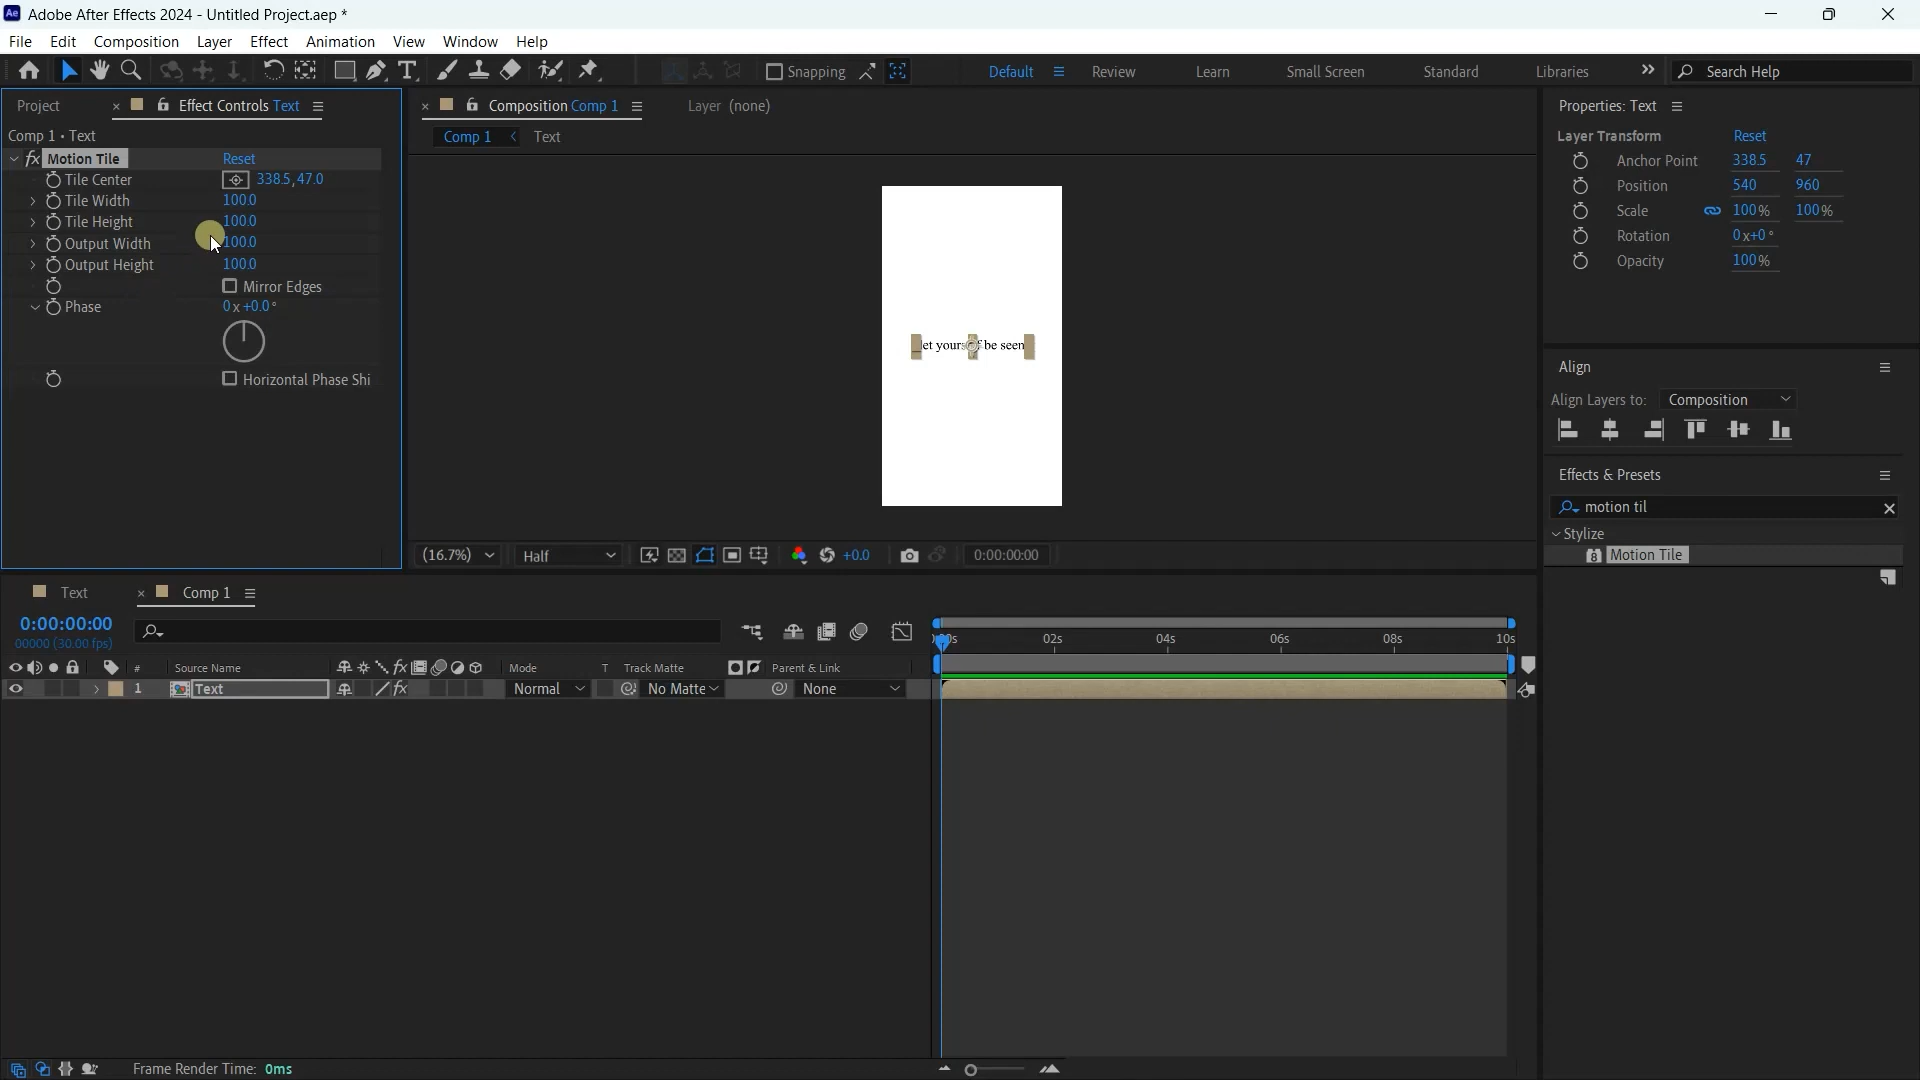 Adobe After Effects 2024 - Untitled Project.aep *
File Edit Composition Layer Effect Animation View Window Help
Snapping Default Review Learn Small Screen Standard Libraries Search Help
Project Effect Controls Text
Comp 1 • Text
fx Motion Tile Reset
Tile Center 338.5, 47.0
Tile Width 100.0
Tile Height 100.0
Output Width 100.0
Output Height 100.0
Mirror Edges
Phase 0 x +0.0 °
Horizontal Phase Shi
Composition Comp 1 Layer (none)
Comp 1 Text
let yourself be seen
(16.7%) Half +0.0 0:00:00:00
Properties: Text
Layer Transform Reset
Anchor Point 338.5 47
Position 540 960
Scale 100% 100%
Rotation 0x+0°
Opacity 100%
Align
Align Layers to: Composition
Effects & Presets
motion til
Stylize
Motion Tile
Text Comp 1
0:00:00:00
00000 (30.00 fps)
# Source Name Mode T Track Matte Parent & Link
1 Text Normal No Matte None
02s 04s 06s 08s 10s
Frame Render Time: 0ms